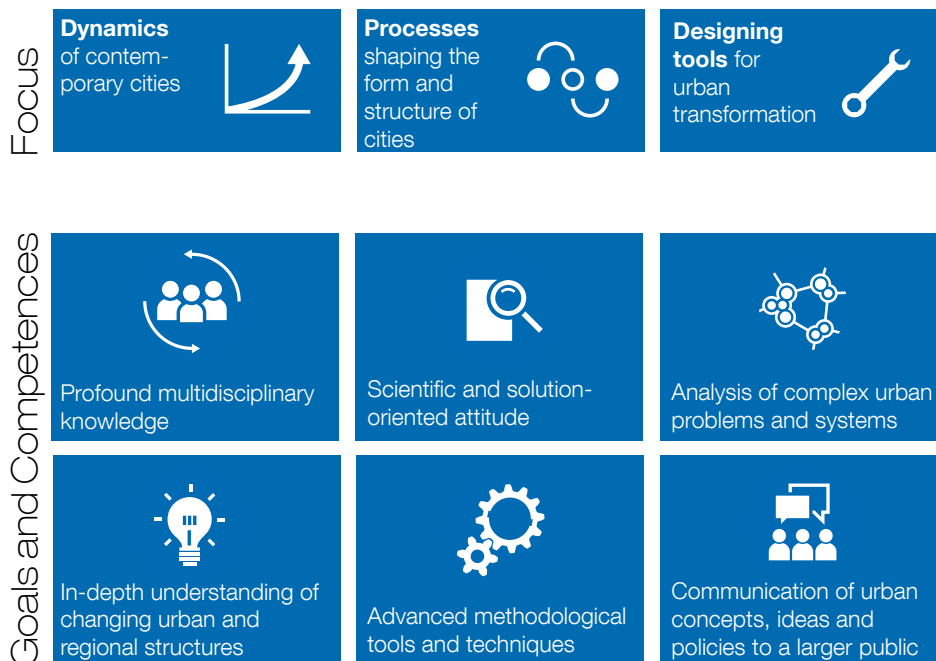 Focus
Dynamics
of contem-
porary cities
Processes
shaping the
form and
structure of
cities
Designing
tools for
urban
transformation
Goals and Competences
Profound multidisciplinary
knowledge
Scientific and solution-
oriented attitude
Analysis of complex urban
problems and systems
In-depth understanding of
changing urban and
regional structures
Advanced methodological
tools and techniques
Communication of urban
concepts, ideas and
policies to a larger public